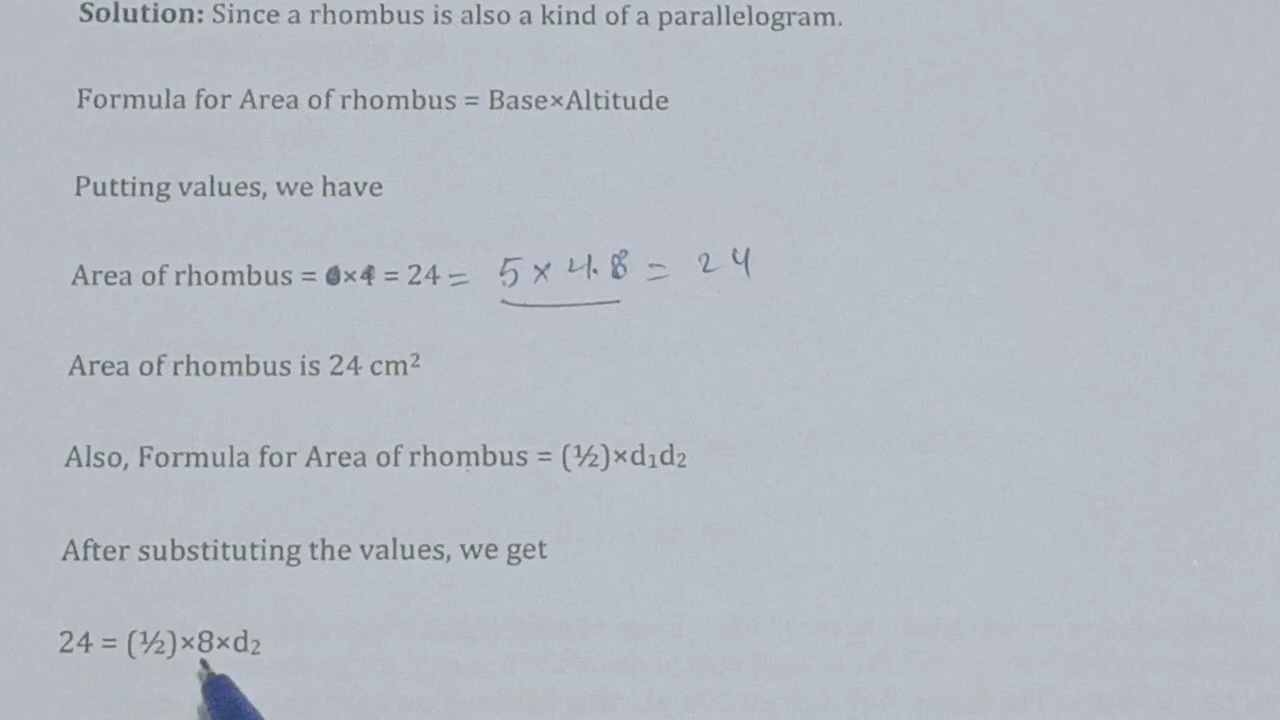 Solution: Since a rhombus is also a kind of a parallelogram.
Formula for Area of rhombus = Base×Altitude
Putting values, we have
Area of rhombus = 6×4 = 24 = 5 × 4.8 = 24
Area of rhombus is 24 cm²
Also, Formula for Area of rhombus = (½)×d₁d₂
After substituting the values, we get
24 = (½)×8×d₂